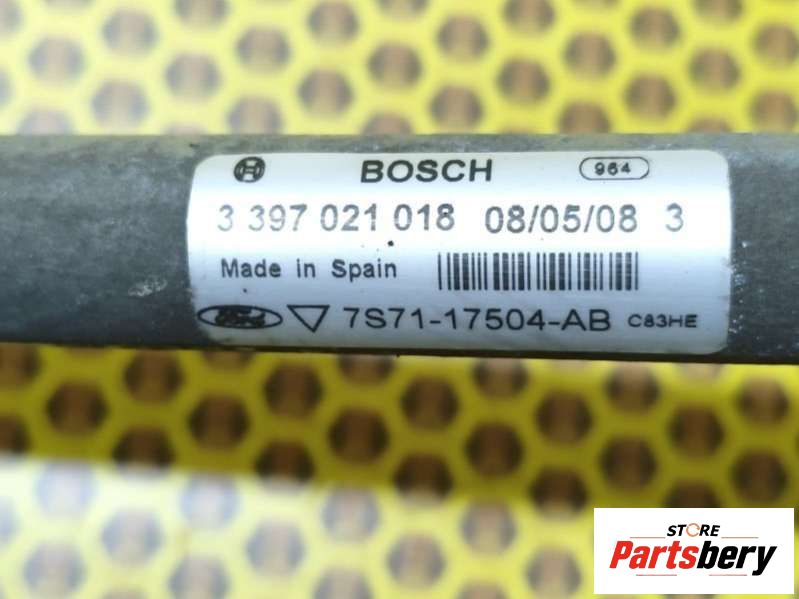 BOSCH 964
3 397 021 018 08/05/08 3
Made in Spain
Ford 7S71-17504-AB C83HE
STORE
Partsbery